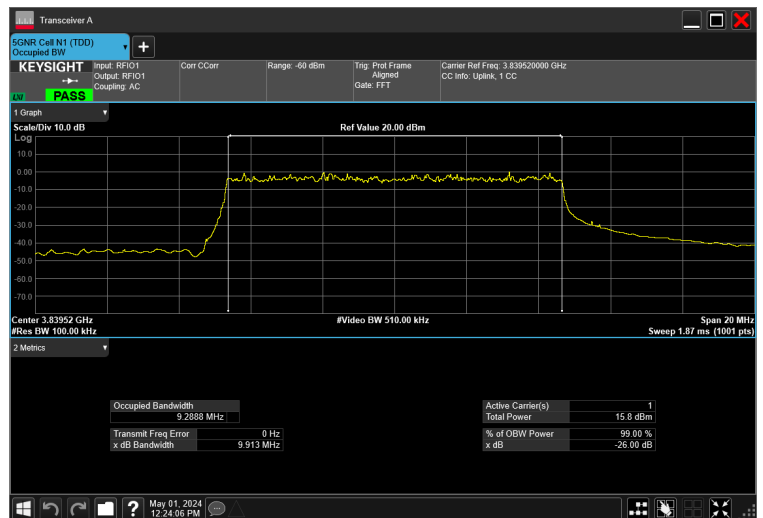 Transceiver A
5GNR Cell N1 (TDD)
Occupied BW
KEYSIGHT
LXI
PASS
Input: RFIO1
Output: RFIO1
Coupling: AC
Corr CCorr
Range: -60 dBm
Trig: Prot Frame
Aligned
Gate: FFT
Carrier Ref Freq: 3.839520000 GHz
CC Info: Uplink, 1 CC
1 Graph
Scale/Div 10.0 dB
Ref Value 20.00 dBm
Log
10.0
0.00
-10.0
-20.0
-30.0
-40.0
-50.0
-60.0
-70.0
Center 3.83952 GHz
#Video BW 510.00 kHz
Span 20 MHz
#Res BW 100.00 kHz
Sweep 1.87 ms (1001 pts)
2 Metrics
Occupied Bandwidth
9.2888 MHz
Transmit Freq Error 0 Hz
x dB Bandwidth 9.913 MHz
Active Carrier(s) 1
Total Power 15.8 dBm
% of OBW Power 99.00 %
x dB -26.00 dB
May 01, 2024
12:24:06 PM